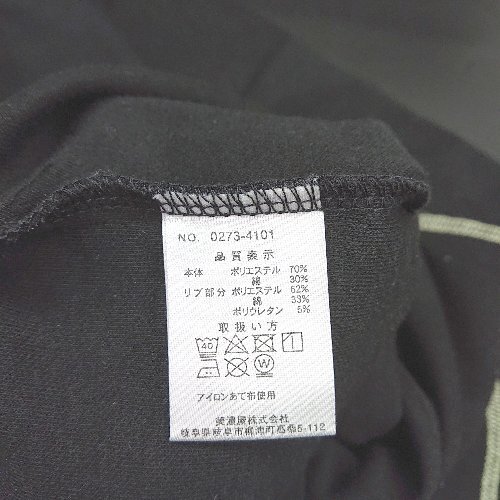 NO. 0273-4101
品質表示
本体 ポリエステル 70%
綿 30%
リブ部分 ポリエステル 62%
綿 33%
ポリウレタン 5%
取扱い方
40
W
アイロンあて布使用
美濃屋株式会社
岐阜県岐阜市柳池町高森5-112